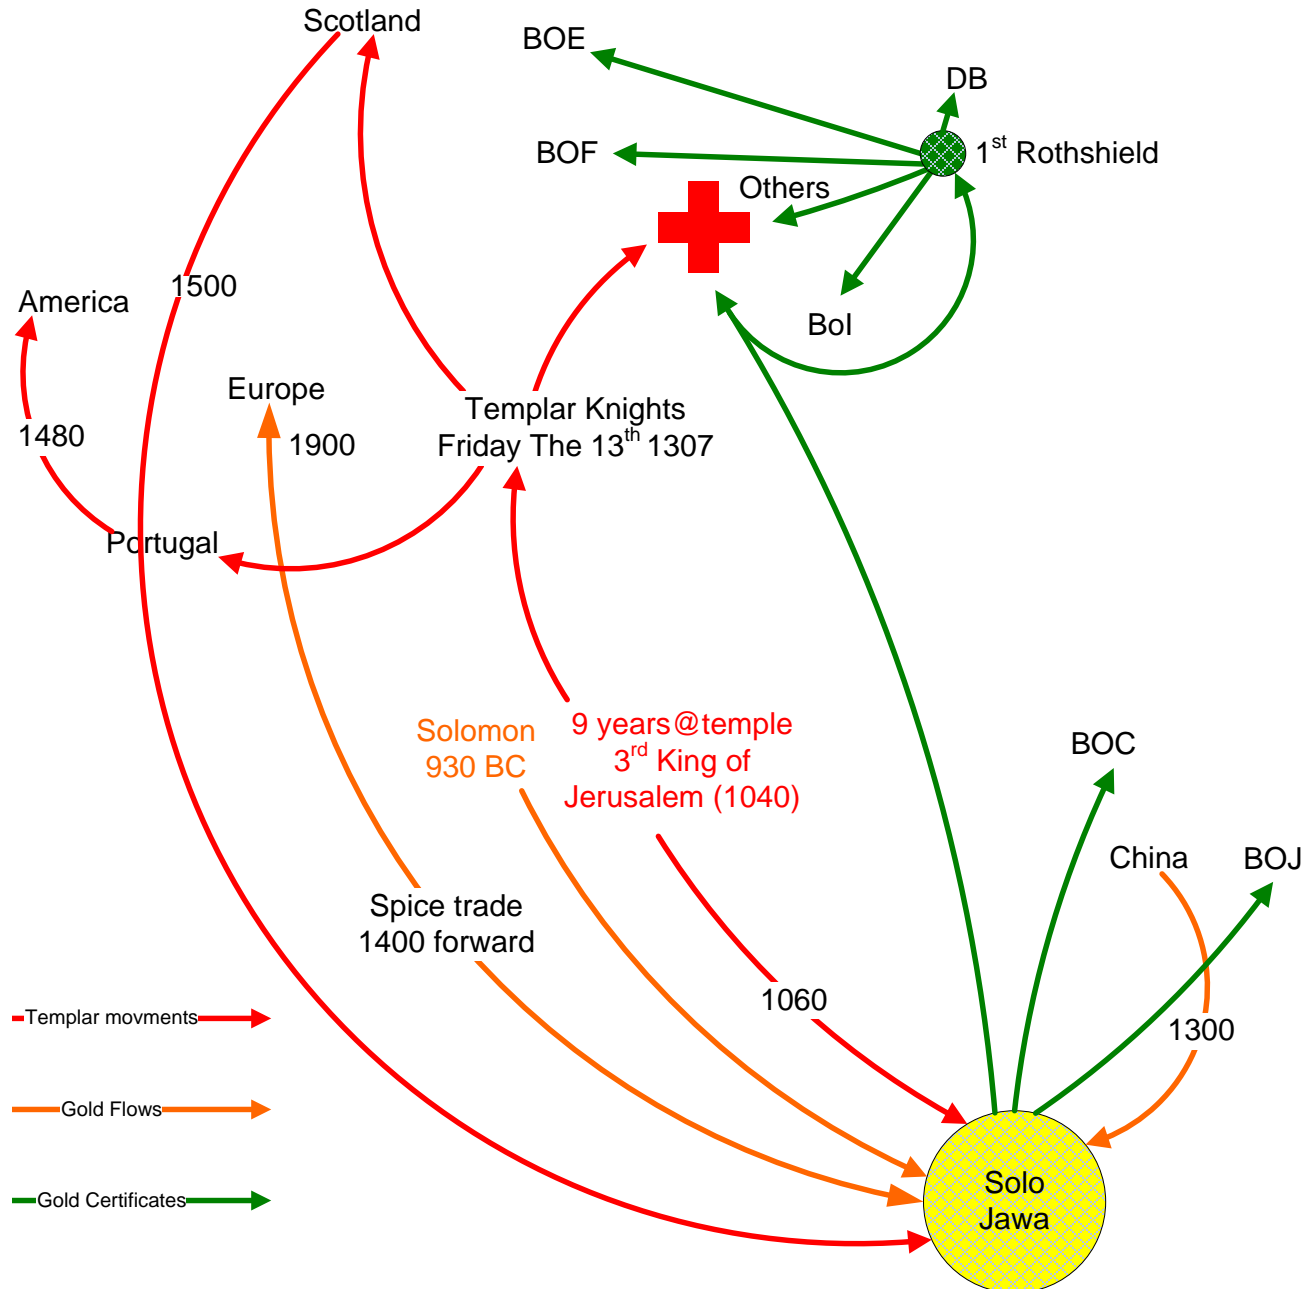 Scotland
BOE
DB
BOF
1st Rothshield
Others
1500
America
BoI
Europe
Templar Knights
1480
1900
Friday The 13th 1307
Portugal
Solomon
930 BC
9 years@temple
3rd King of
Jerusalem (1040)
BOC
China
BOJ
Spice trade
1400 forward
1060
1300
Templar movments
Gold Flows
Gold Certificates
Solo
Jawa